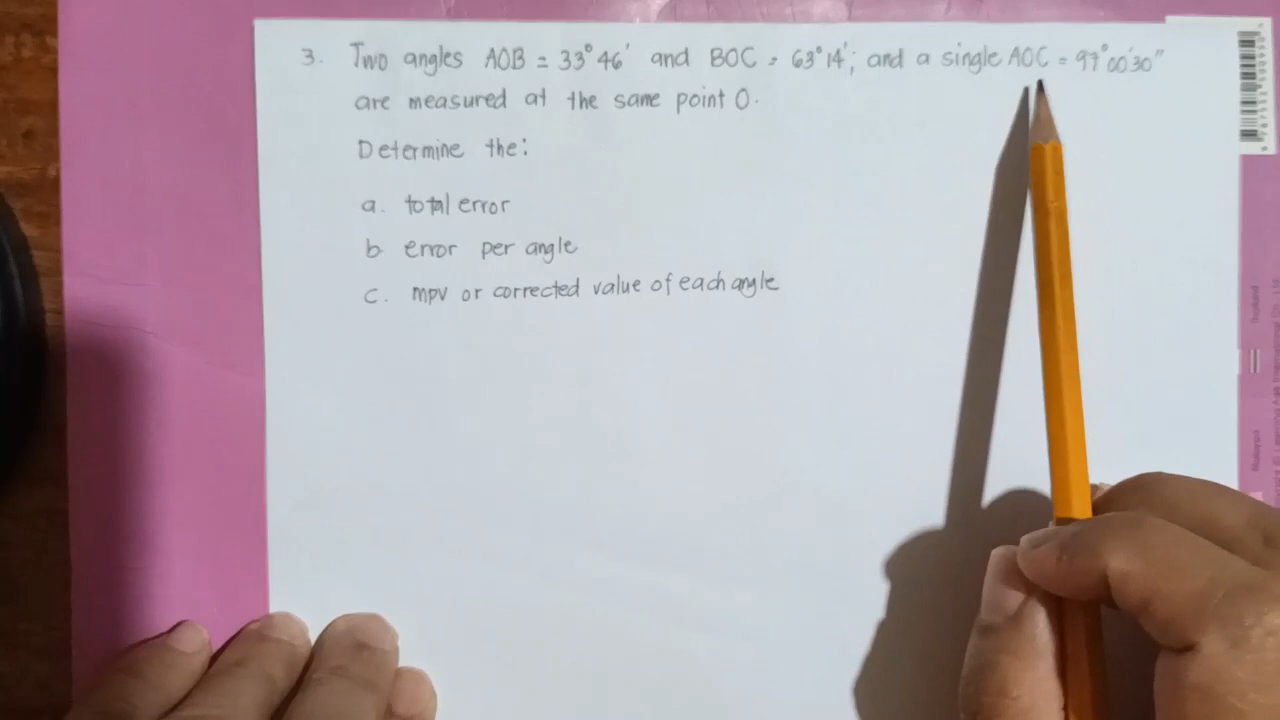 3. Two angles AOB = 33° 46' and BOC = 63° 14'; and a single AOC = 97° 00' 30"
are measured at the same point O.
Determine the:
a. total error
b error per angle
c. mpv or corrected value of each angle